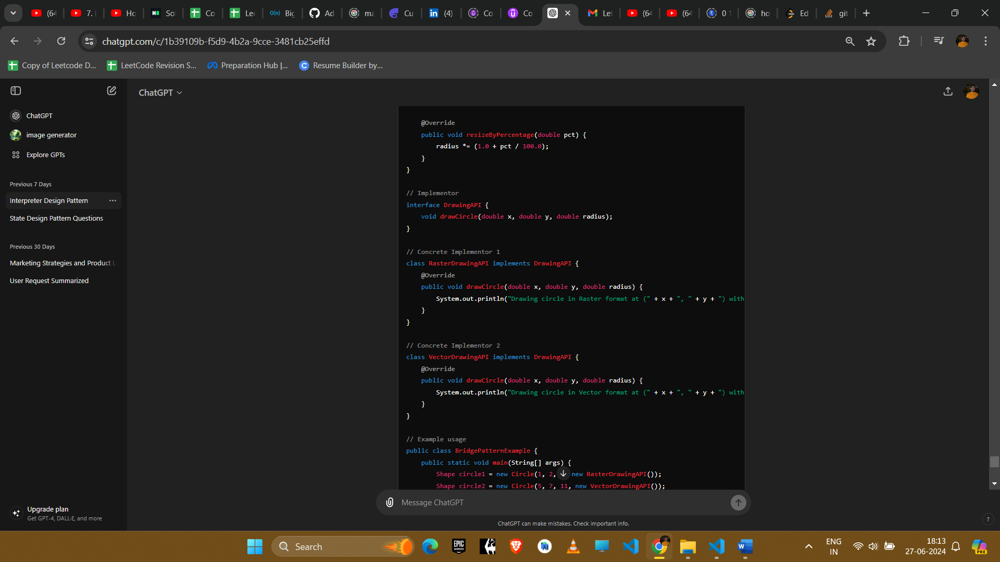 (64
7. I
Ho
Sol
Co
Lee
O(n)
Big
Ad
ma
Cu
(4)
Co
Co
Let
(64
(64
0 1
ho
Ed
git
chatgpt.com/c/1b39109b-f5d9-4b2a-9cce-3481cb25effd
Copy of Leetcode D...
LeetCode Revision S...
Preparation Hub |...
Resume Builder by...
ChatGPT
ChatGPT
image generator
Explore GPTs
Previous 7 Days
Interpreter Design Pattern
State Design Pattern Questions
Previous 30 Days
Marketing Strategies and Product L
User Request Summarized
Upgrade plan
Get GPT-4, DALL·E, and more
@Override
public void resizeByPercentage(double pct) {
radius *= (1.0 + pct / 100.0);
}
}
// Implementor
interface DrawingAPI {
void drawCircle(double x, double y, double radius);
}
// Concrete Implementor 1
class RasterDrawingAPI implements DrawingAPI {
@Override
public void drawCircle(double x, double y, double radius) {
System.out.println("Drawing circle in Raster format at (" + x + ", " + y + ") with
}
}
// Concrete Implementor 2
class VectorDrawingAPI implements DrawingAPI {
@Override
public void drawCircle(double x, double y, double radius) {
System.out.println("Drawing circle in Vector format at (" + x + ", " + y + ") with
}
}
// Example usage
public class BridgePatternExample {
public static void main(String[] args) {
Shape circle1 = new Circle(1, 2, new RasterDrawingAPI());
Shape circle2 = new Circle(5, 7, 11, new VectorDrawingAPI());
Message ChatGPT
ChatGPT can make mistakes. Check important info.
?
Search
EPIC
GAMES
ENG
IN
18:13
27-06-2024
PRE